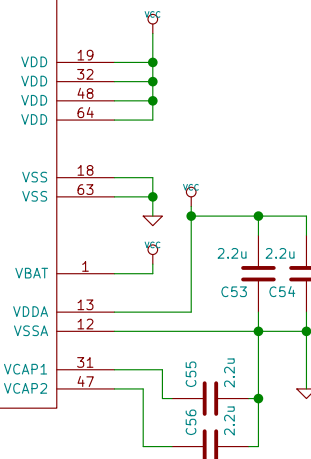 VCC
VDD 19
VDD 32
VDD 48
VDD 64
VSS 18
VSS 63
VCC
VCC
2.2u 2.2u
VBAT 1
C53 C54
VDDA 13
VSSA 12
VCAP1 31
C55 2.2u
VCAP2 47
C56 2.2u